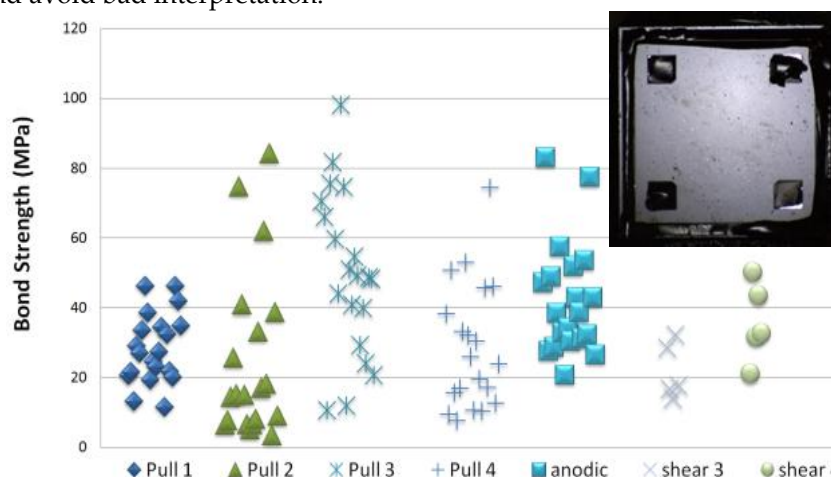 nd avoid bad interpretation.
120
100
80
60
40
20
0
Bond Strength (MPa)
Pull 1 Pull 2 Pull 3 Pull 4 anodic shear 3 shear